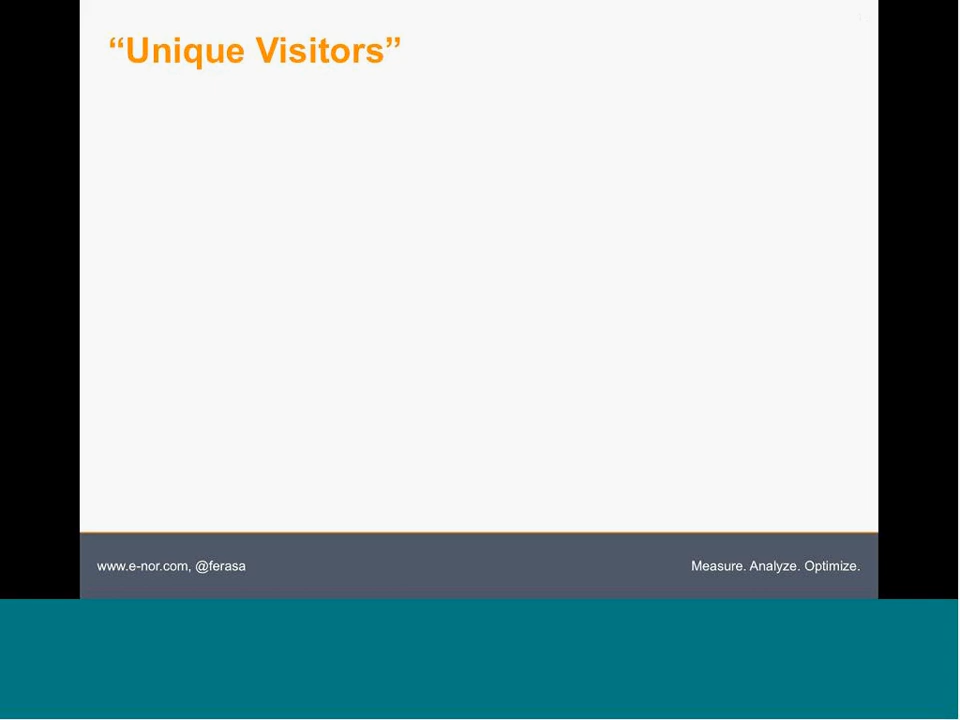 “Unique Visitors”
www.e-nor.com, @ferasa
Measure. Analyze. Optimize.